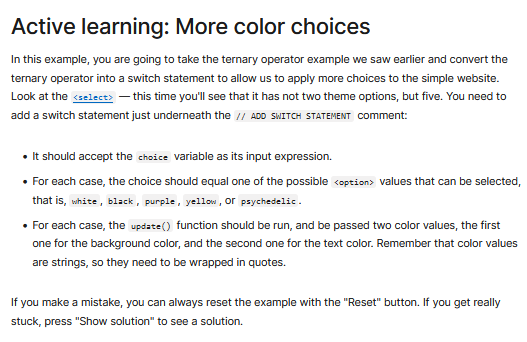 Active learning: More color choices
In this example, you are going to take the ternary operator example we saw earlier and convert the
ternary operator into a switch statement to allow us to apply more choices to the simple website.
Look at the <select> — this time you'll see that it has not two theme options, but five. You need to
add a switch statement just underneath the // ADD SWITCH STATEMENT comment:
• It should accept the choice variable as its input expression.
• For each case, the choice should equal one of the possible <option> values that can be selected,
that is, white, black, purple, yellow, or psychedelic.
• For each case, the update() function should be run, and be passed two color values, the first
one for the background color, and the second one for the text color. Remember that color values
are strings, so they need to be wrapped in quotes.
If you make a mistake, you can always reset the example with the "Reset" button. If you get really
stuck, press "Show solution" to see a solution.